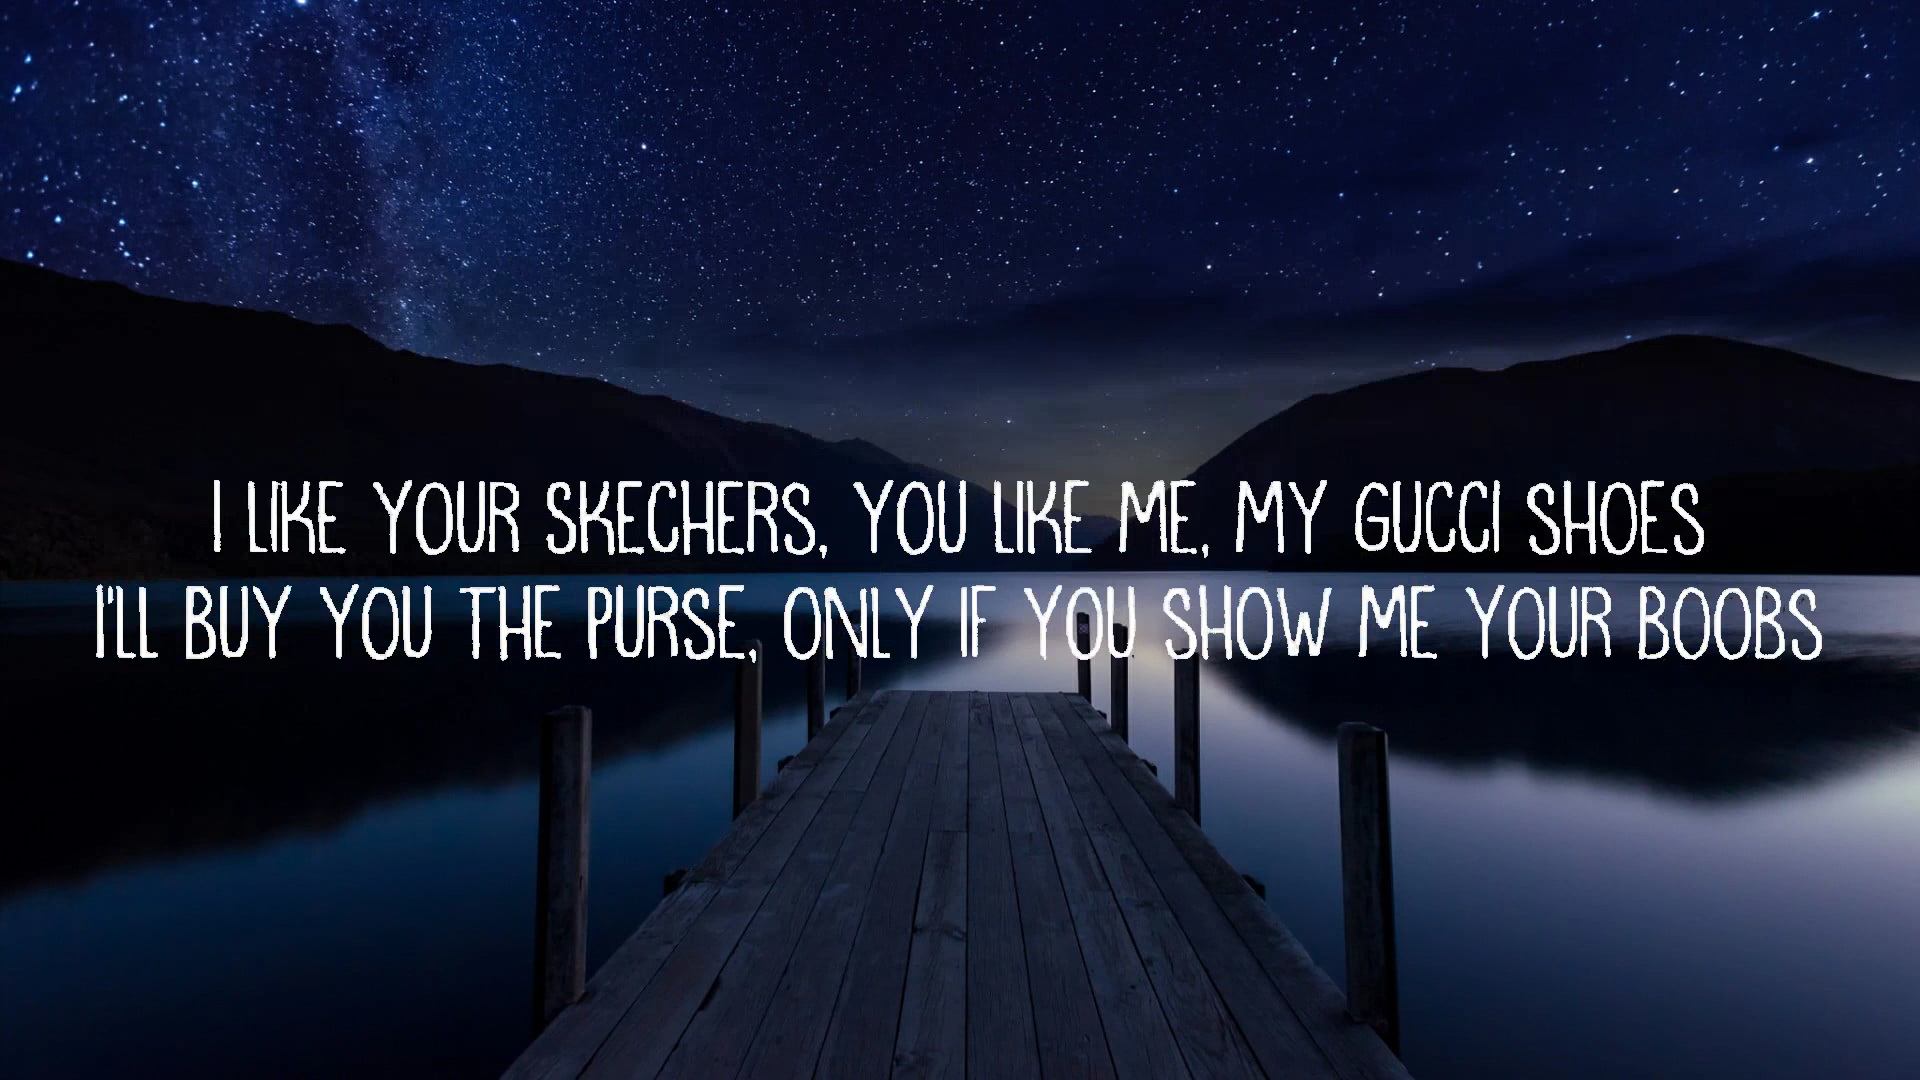 I LIKE YOUR SKECHERS, YOU LIKE ME, MY GUCCI SHOES
I'LL BUY YOU THE PURSE, ONLY IF YOU SHOW ME YOUR BOOBS